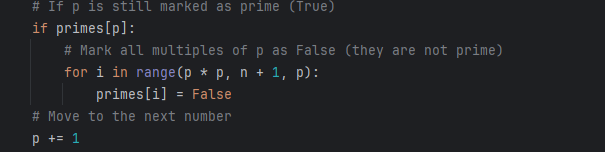 # If p is still marked as prime (True)
if primes[p]:
# Mark all multiples of p as False (they are not prime)
for i in range(p * p, n + 1, p):
primes[i] = False
# Move to the next number
p += 1